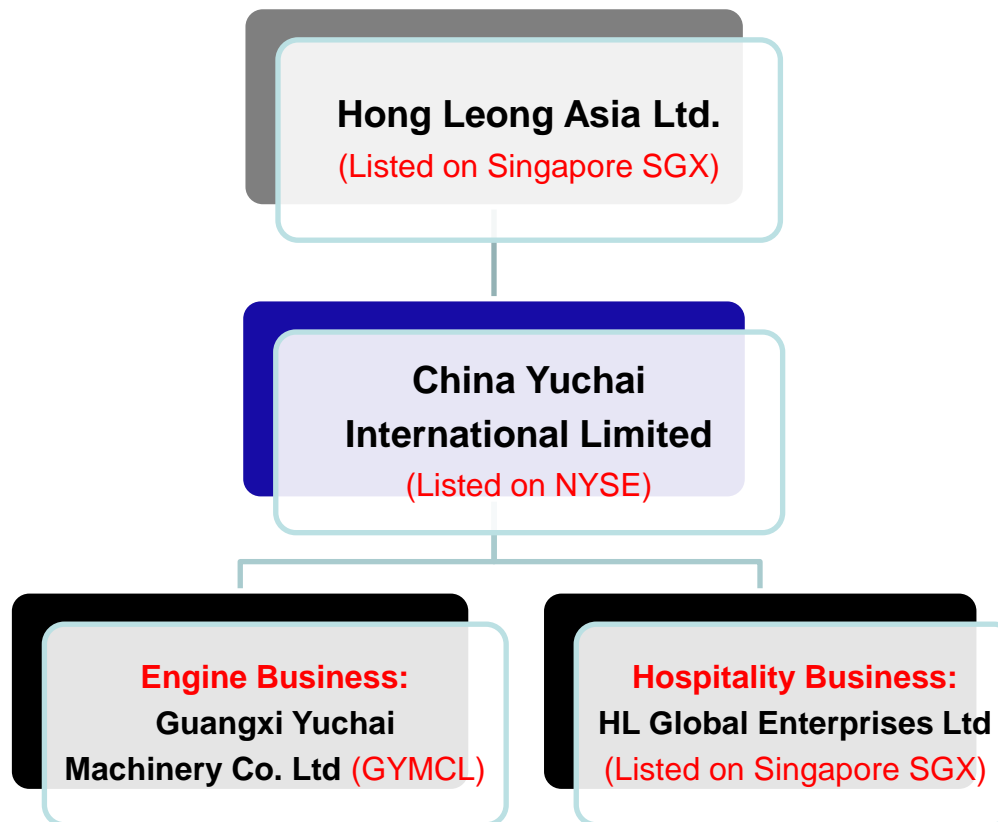 Hong Leong Asia Ltd.
(Listed on Singapore SGX)
China Yuchai
International Limited
(Listed on NYSE)
Engine Business:
Guangxi Yuchai
Machinery Co. Ltd (GYMCL)
Hospitality Business:
HL Global Enterprises Ltd
(Listed on Singapore SGX)